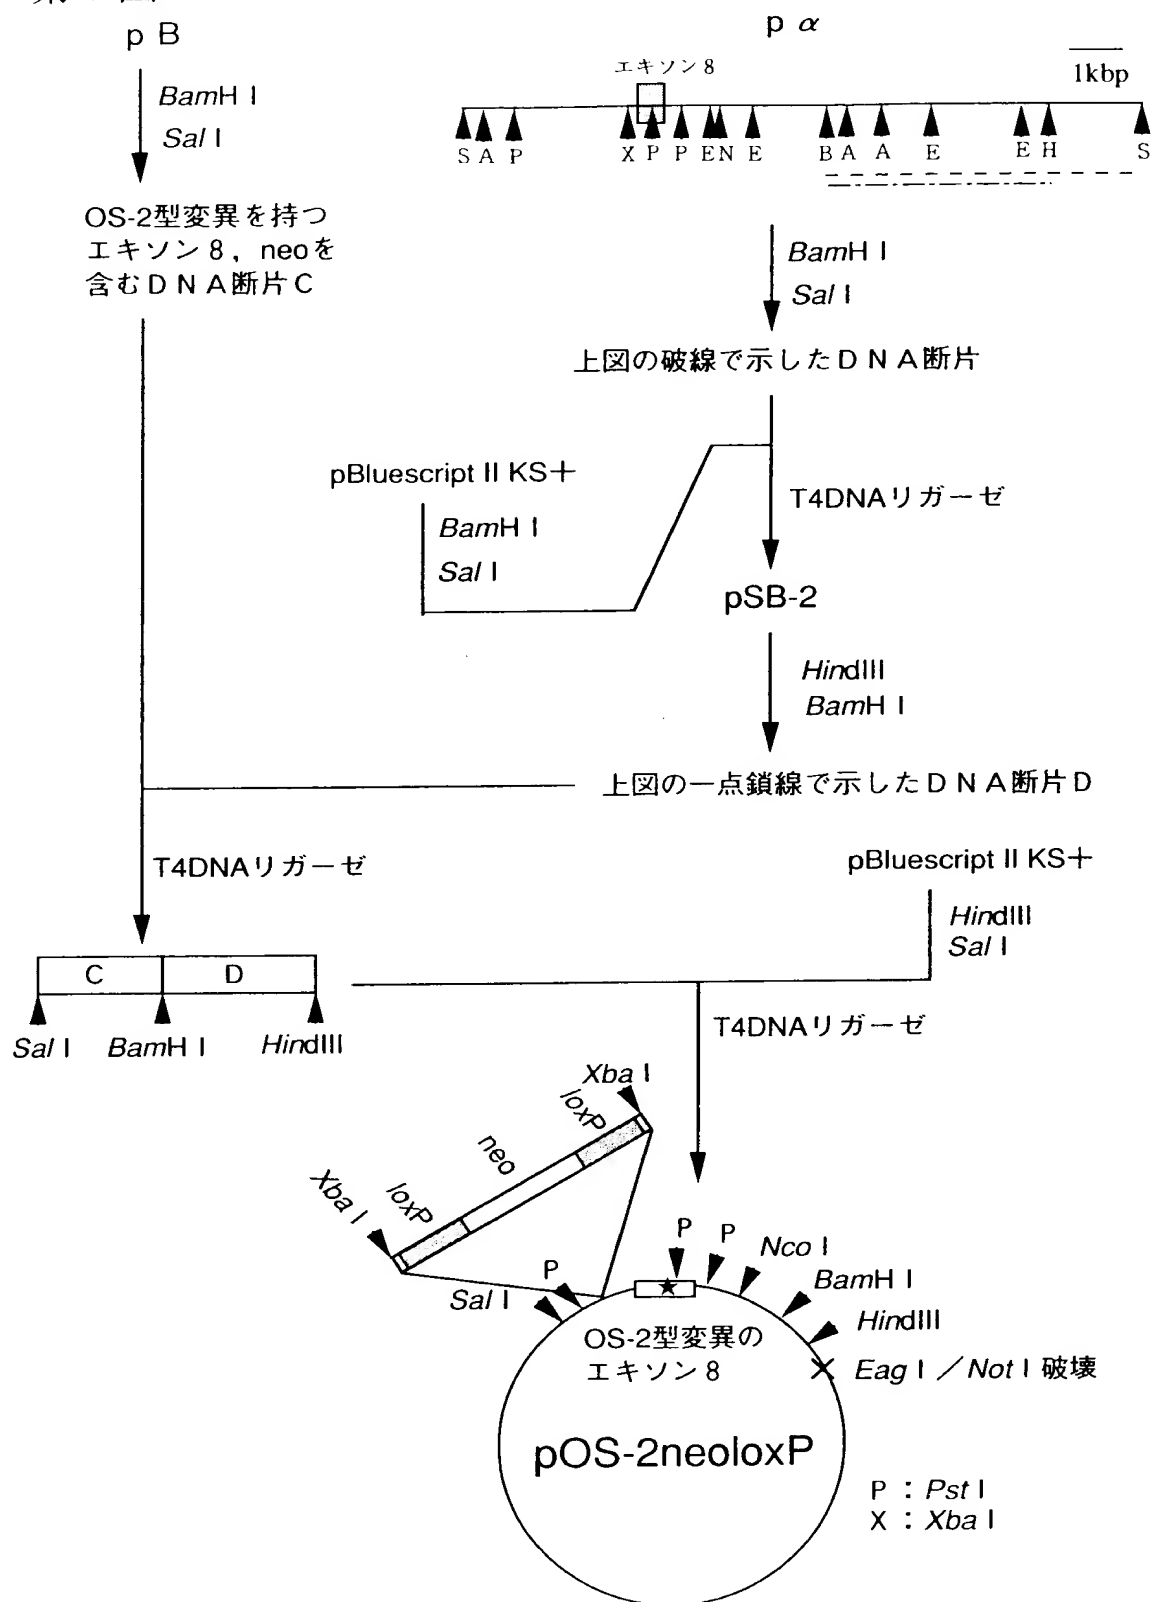 p B
BamH I
Sal I
OS-2型変異を持つ
エキソン8，neoを
含むDNA断片C
p α
エキソン8
1kbp
S A P X P P E N E B A A E E H S
BamH I
Sal I
上図の破線で示したDNA断片
pBluescript II KS+
BamH I
Sal I
T4DNAリガーゼ
pSB-2
HindIII
BamH I
上図の一点鎖線で示したDNA断片D
T4DNAリガーゼ
pBluescript II KS+
HindIII
Sal I
C D
Sal I BamH I HindIII
T4DNAリガーゼ
Xba I
loxP
neo
loxP
Xba I
Sal I
P
P
P
Nco I
BamH I
HindIII
Eag I ／Not I 破壊
OS-2型変異の
エキソン8
pOS-2neoloxP
P：Pst I
X：Xba I